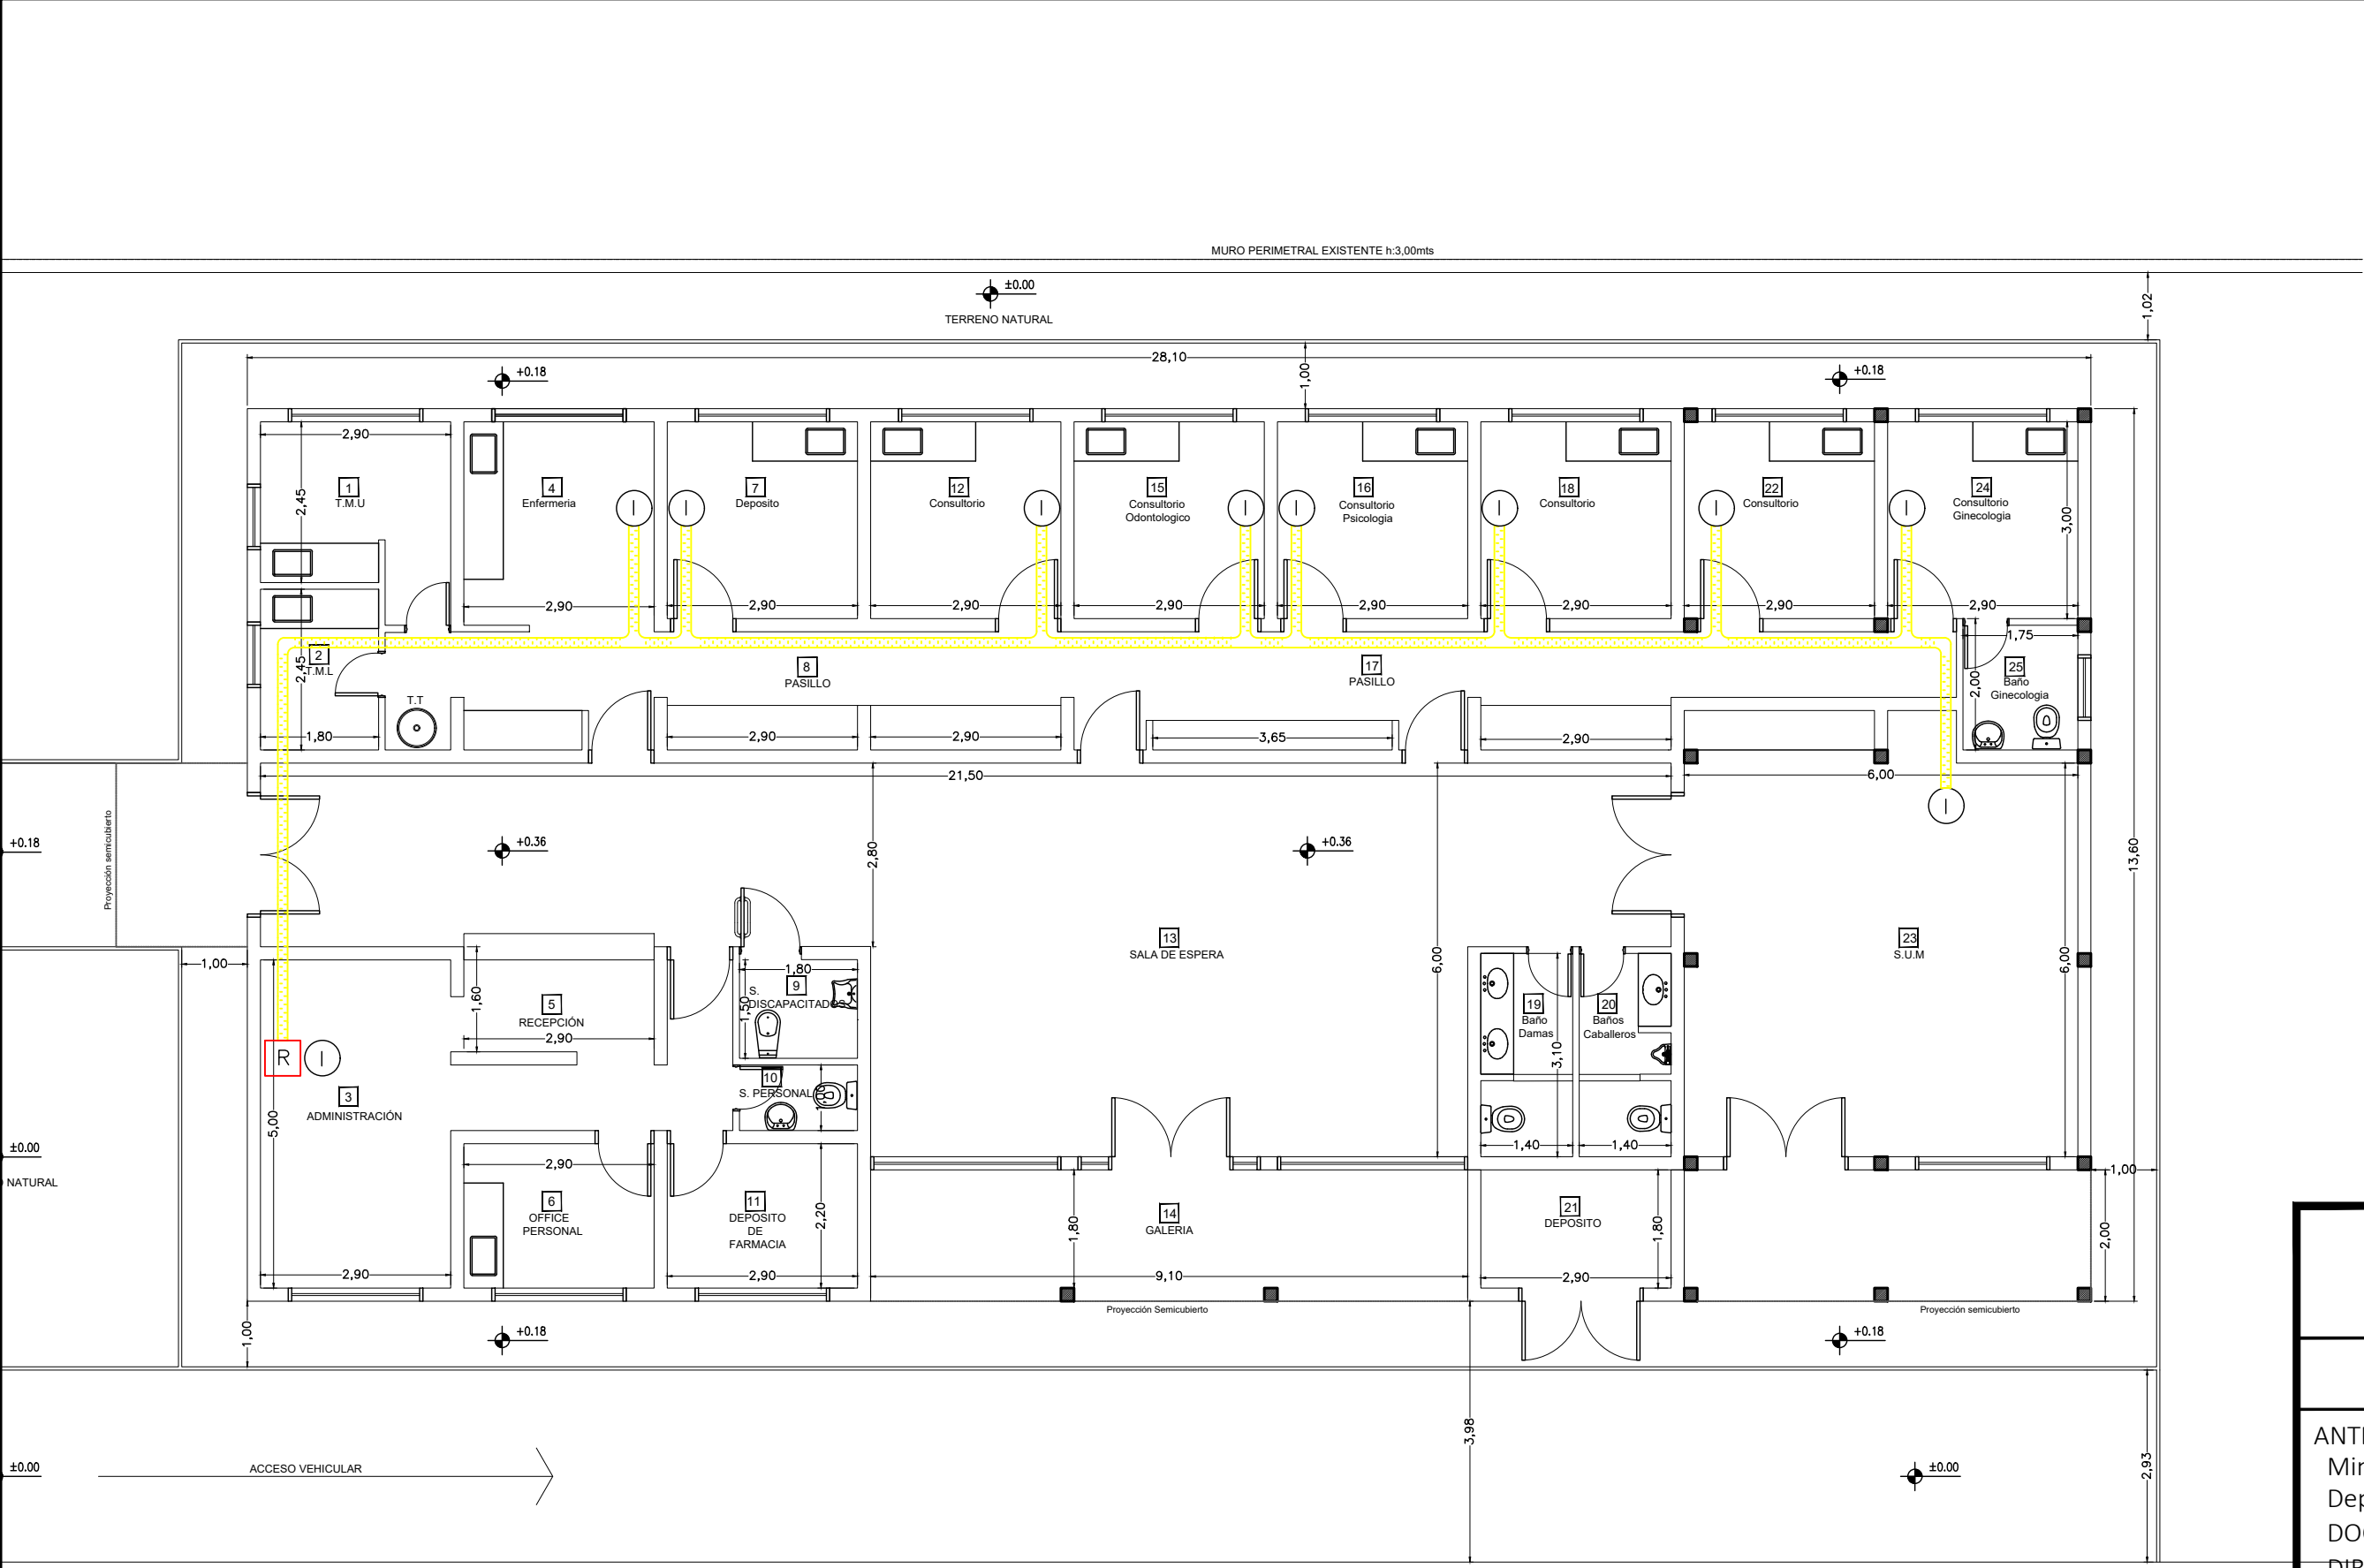 MURO PERIMETRAL EXISTENTE h:3,00mts
±0.00
TERRENO NATURAL
1,02
28,10
+0.18
1,00
+0.18
2,90
2,45
1
T.M.U
4
Enfermeria
I
I
7
Deposito
12
Consultorio
I
15
Consultorio
Odontologico
I
I
16
Consultorio
Psicologia
I
18
Consultorio
I
22
Consultorio
I
24
Consultorio
Ginecologia
3,00
2,90
2,90
2,90
2,90
2,90
2,90
2,90
2,90
1,75
2
T.M.L
2,45
8
PASILLO
17
PASILLO
25
Baño
Ginecologia
2,00
T.T
1,80
2,90
2,90
3,65
2,90
21,50
6,00
I
Proyección semicubierto
+0.18
+0.36
2,80
+0.36
13,60
13
SALA DE ESPERA
6,00
23
S.U.M
6,00
1,00
1,60
1,80
9
S.
DISCAPACITADOS
1,50
5
RECEPCIÓN
2,90
19
Baño
Damas
20
Baños
Caballeros
3,10
R
I
10
S. PERSONAL
3
ADMINISTRACIÓN
5,00
±0.00
NATURAL
2,90
1,40
1,40
1,00
6
OFFICE
PERSONAL
11
DEPOSITO
DE
FARMACIA
2,20
14
GALERIA
1,80
21
DEPOSITO
1,80
2,00
2,90
2,90
9,10
2,90
Proyección Semicubierto
Proyección semicubierto
1,00
+0.18
+0.18
3,98
2,93
±0.00
ACCESO VEHICULAR
±0.00